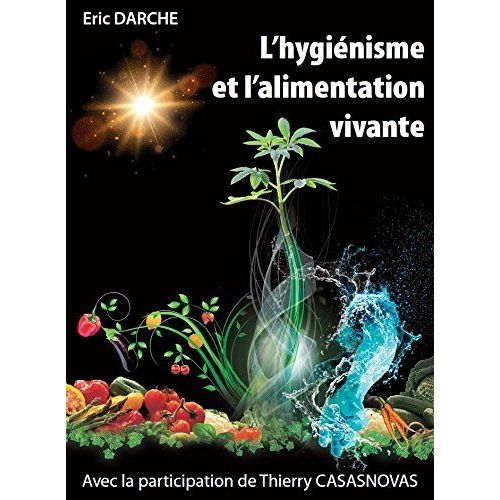 Eric DARCHE
L'hygiénisme
et l'alimentation
vivante
Avec la participation de Thierry CASASNOVAS